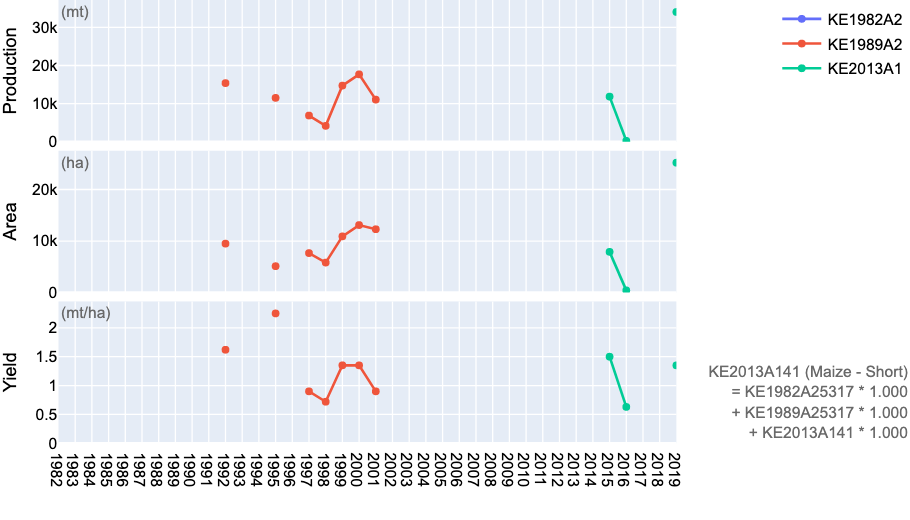 (mt)
Production
30k
20k
10k
0
KE1982A2
KE1989A2
KE2013A1
(ha)
Area
20k
10k
0
(mt/ha)
Yield
2
1.5
1
0.5
0
1982
1983
1984
1985
1986
1987
1988
1989
1990
1991
1992
1993
1994
1995
1996
1997
1998
1999
2000
2001
2002
2003
2004
2005
2006
2007
2008
2009
2010
2011
2012
2013
2014
2015
2016
2017
2018
2019
KE2013A141 (Maize - Short)
= KE1982A25317 * 1.000
+ KE1989A25317 * 1.000
+ KE2013A141 * 1.000